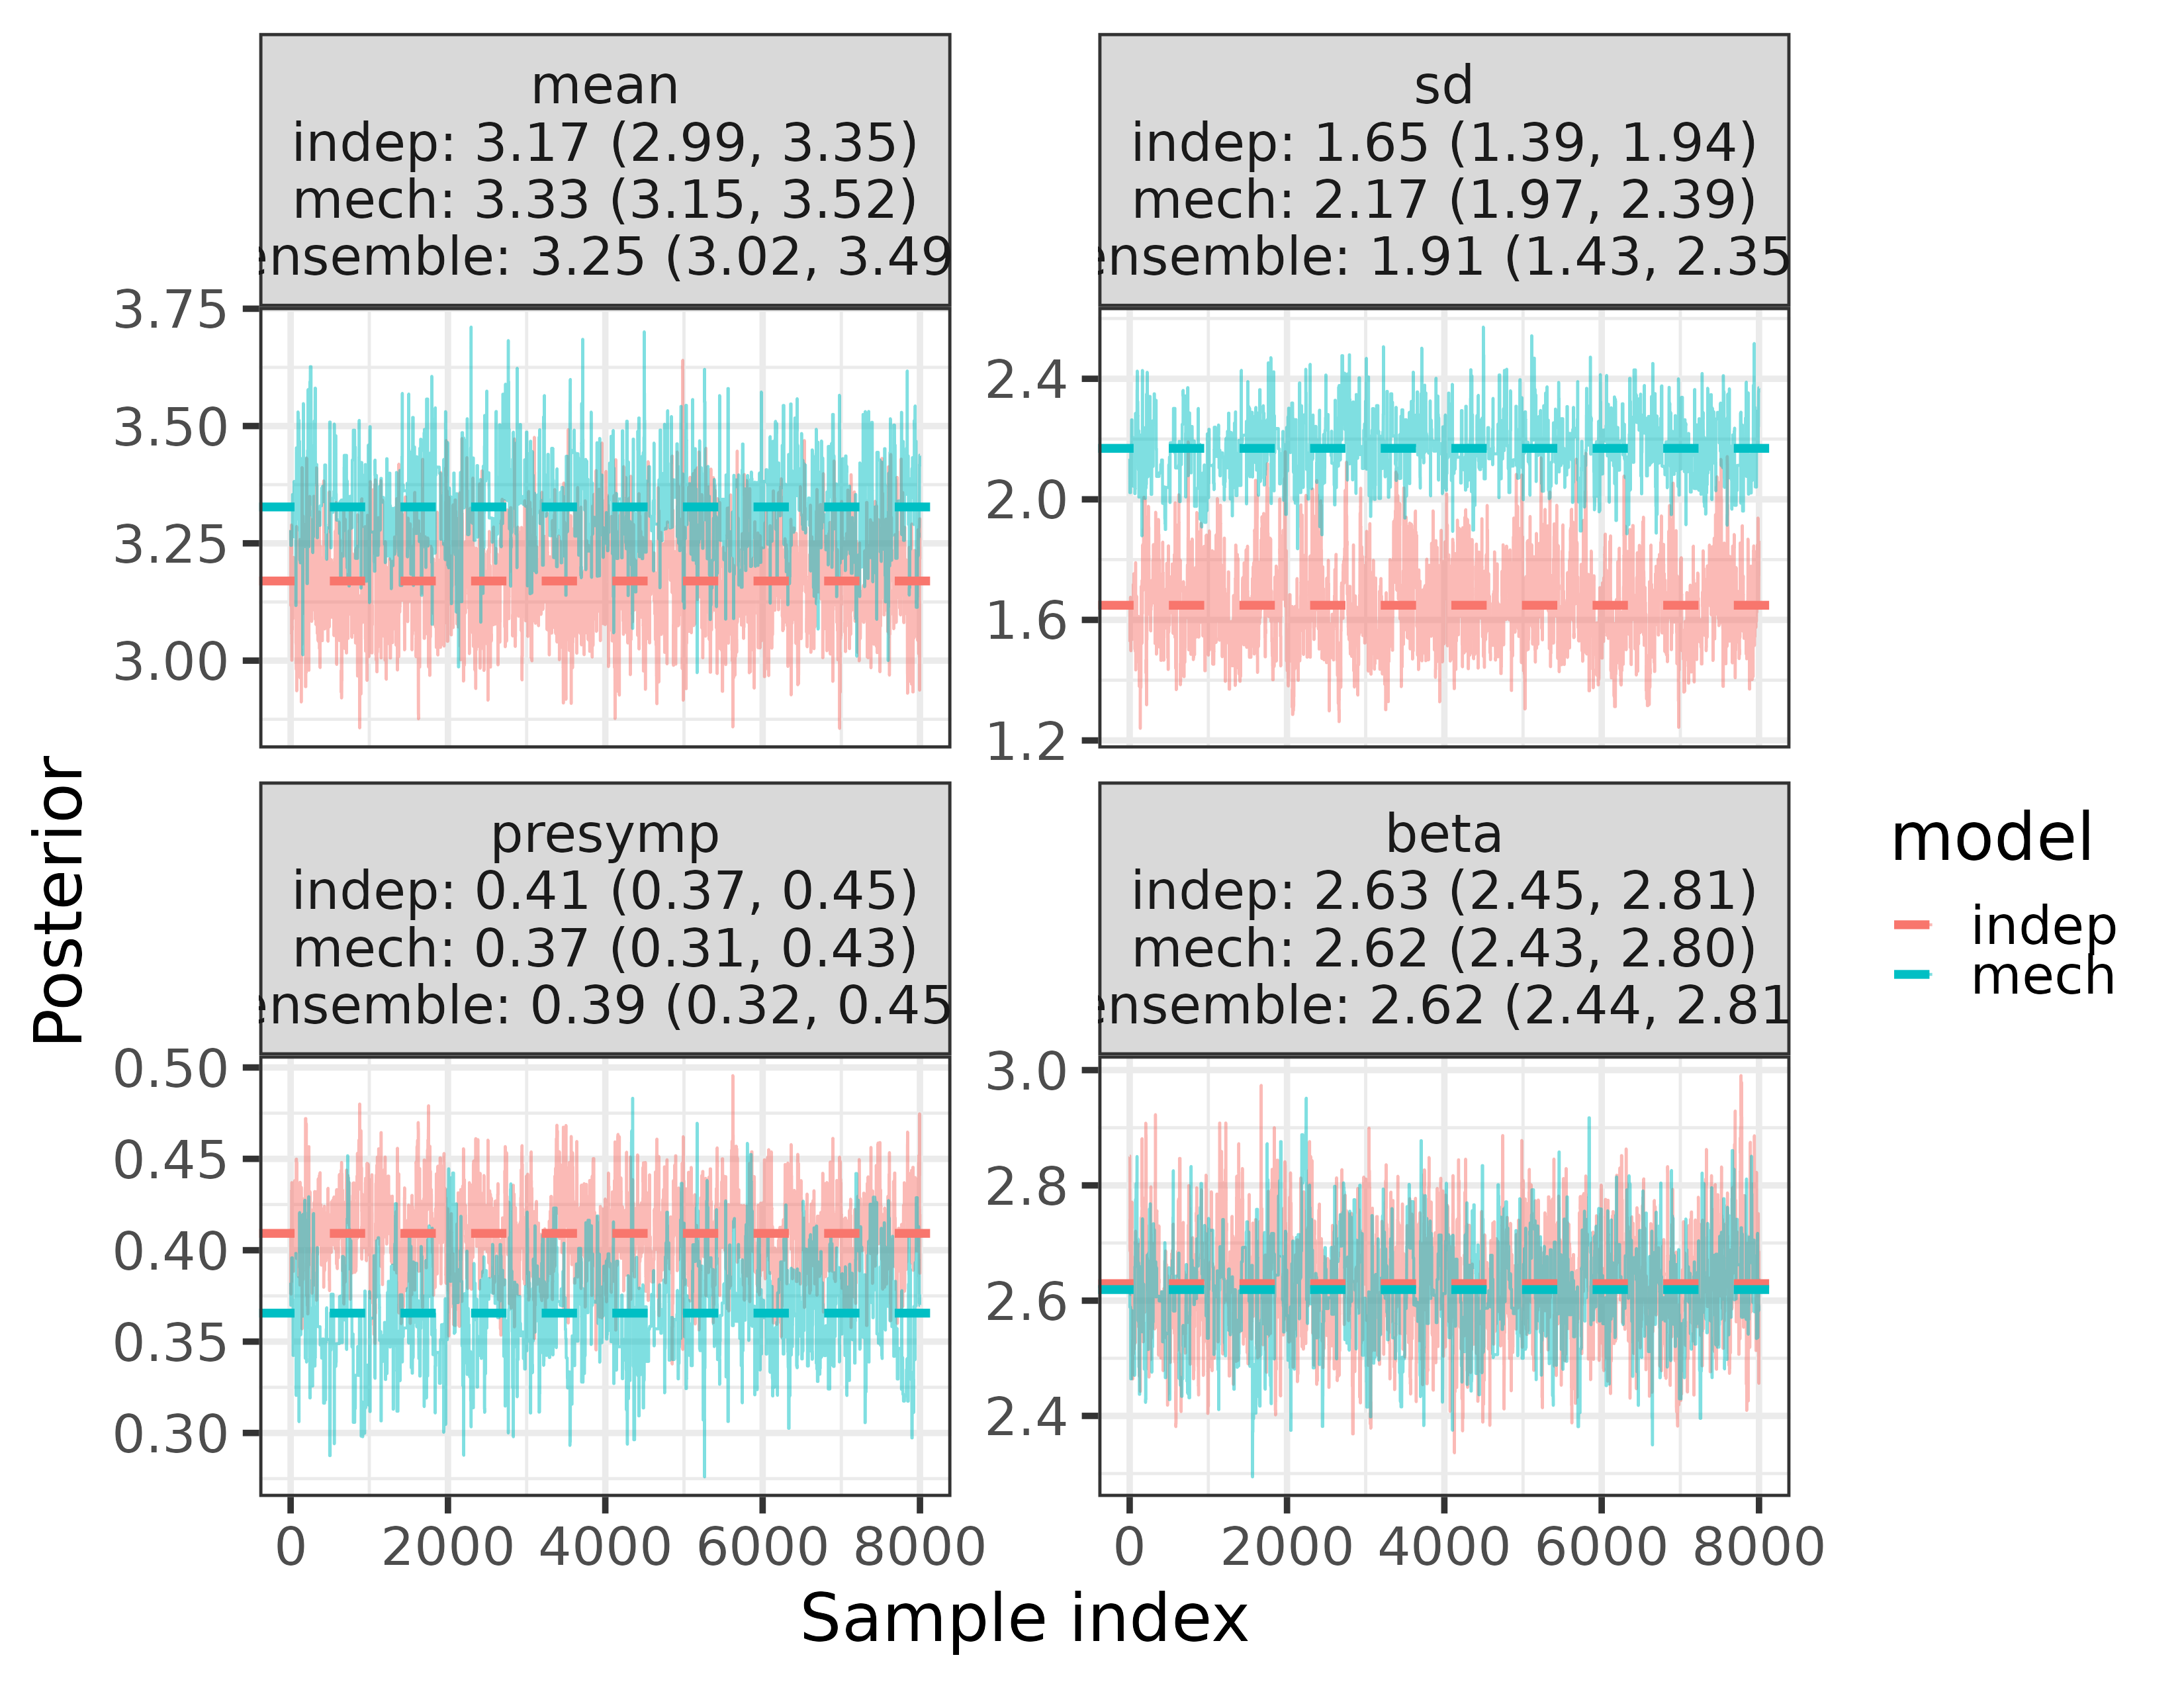 mean
indep: 3.17 (2.99, 3.35)
mech: 3.33 (3.15, 3.52)
ensemble: 3.25 (3.02, 3.49
sd
indep: 1.65 (1.39, 1.94)
mech: 2.17 (1.97, 2.39)
ensemble: 1.91 (1.43, 2.35
3.75
3.50
3.25
3.00
2.4
2.0
1.6
1.2
presymp
indep: 0.41 (0.37, 0.45)
mech: 0.37 (0.31, 0.43)
ensemble: 0.39 (0.32, 0.45
beta
indep: 2.63 (2.45, 2.81)
mech: 2.62 (2.43, 2.80)
ensemble: 2.62 (2.44, 2.81
0.50
0.45
0.40
0.35
0.30
3.0
2.8
2.6
2.4
0 2000 4000 6000 8000
0 2000 4000 6000 8000
Sample index
Posterior
model
indep
mech